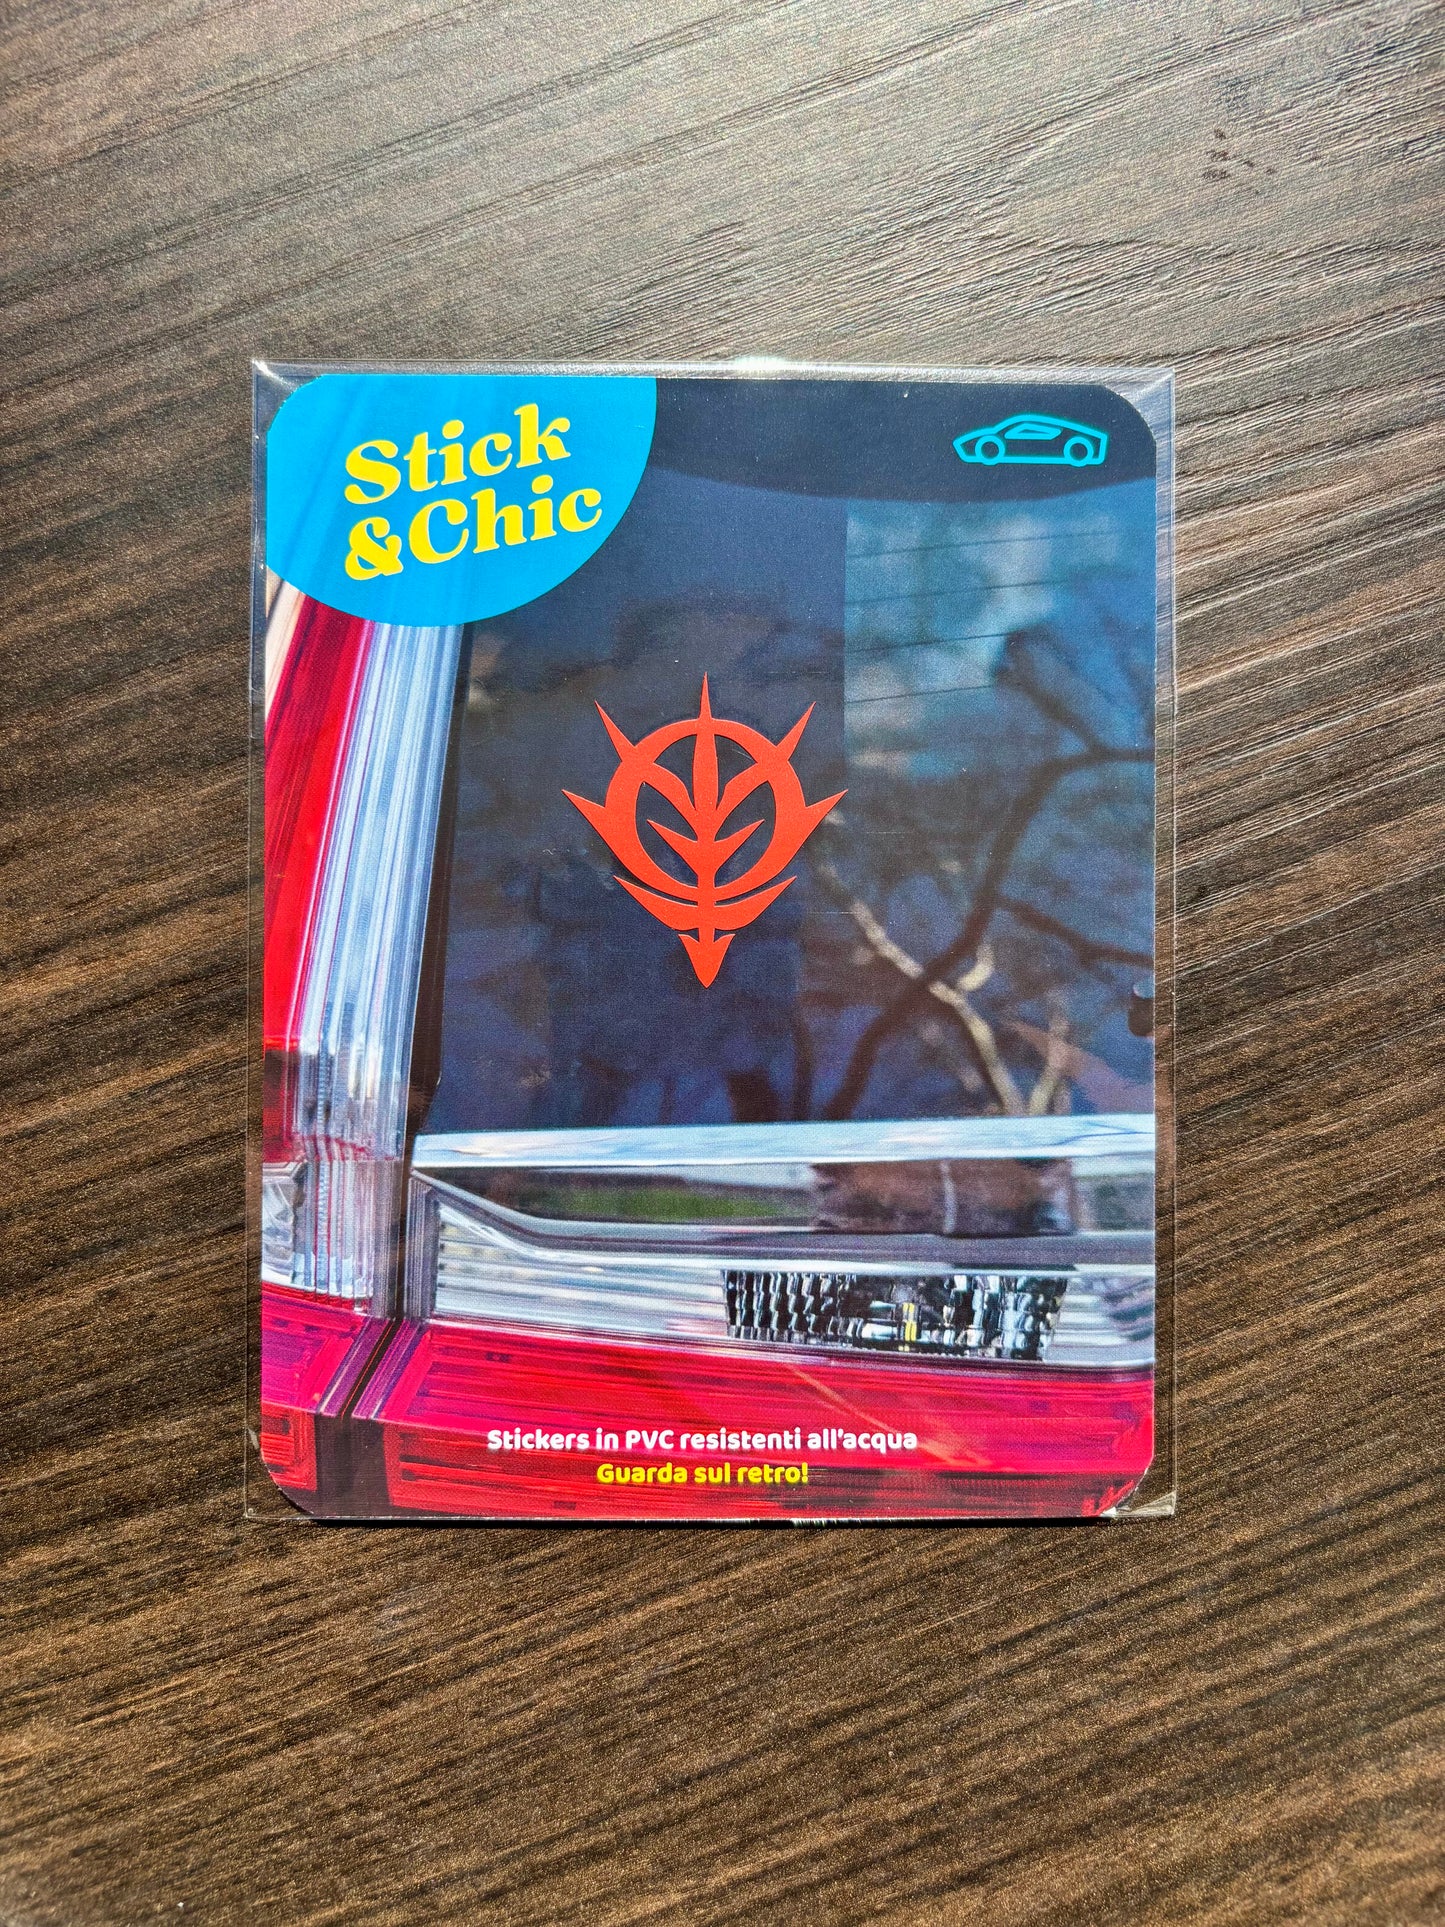 Stick
&Chic
Stickers in PVC resistenti all'acqua
Guarda sul retro!